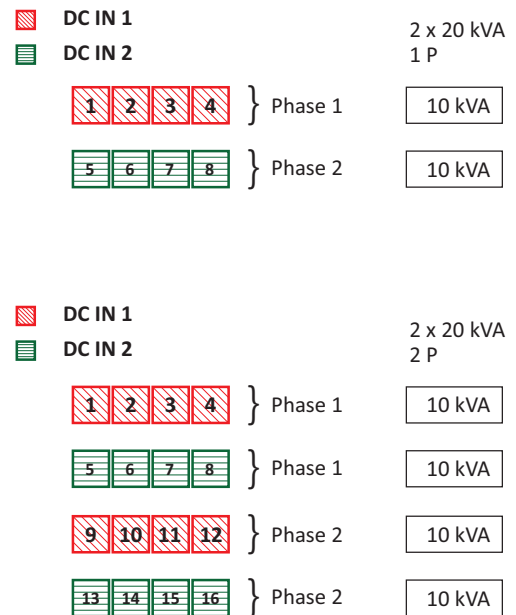 DC IN 1
2 x 20 kVA
DC IN 2
1 P
1 2 3 4 } Phase 1 10 kVA
5 6 7 8 } Phase 2 10 kVA
DC IN 1
2 x 20 kVA
DC IN 2
2 P
1 2 3 4 } Phase 1 10 kVA
5 6 7 8 } Phase 1 10 kVA
9 10 11 12 } Phase 2 10 kVA
13 14 15 16 } Phase 2 10 kVA